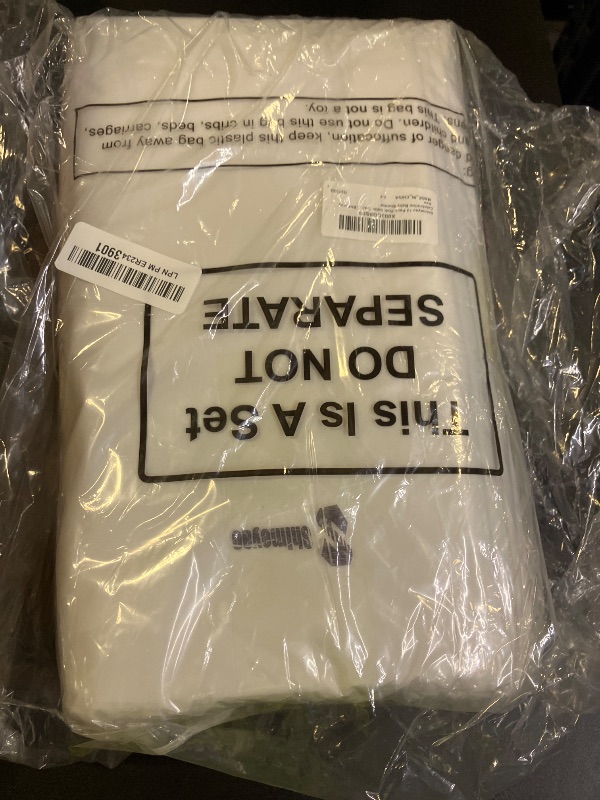 Shimeyao
This Is A Set
DO NOT
SEPARATE
LPN PM ER2343901
danger of suffocation, keep this plastic bag away from
and children. Do not use this bag in cribs, beds, carriages,
This bag is not a toy.